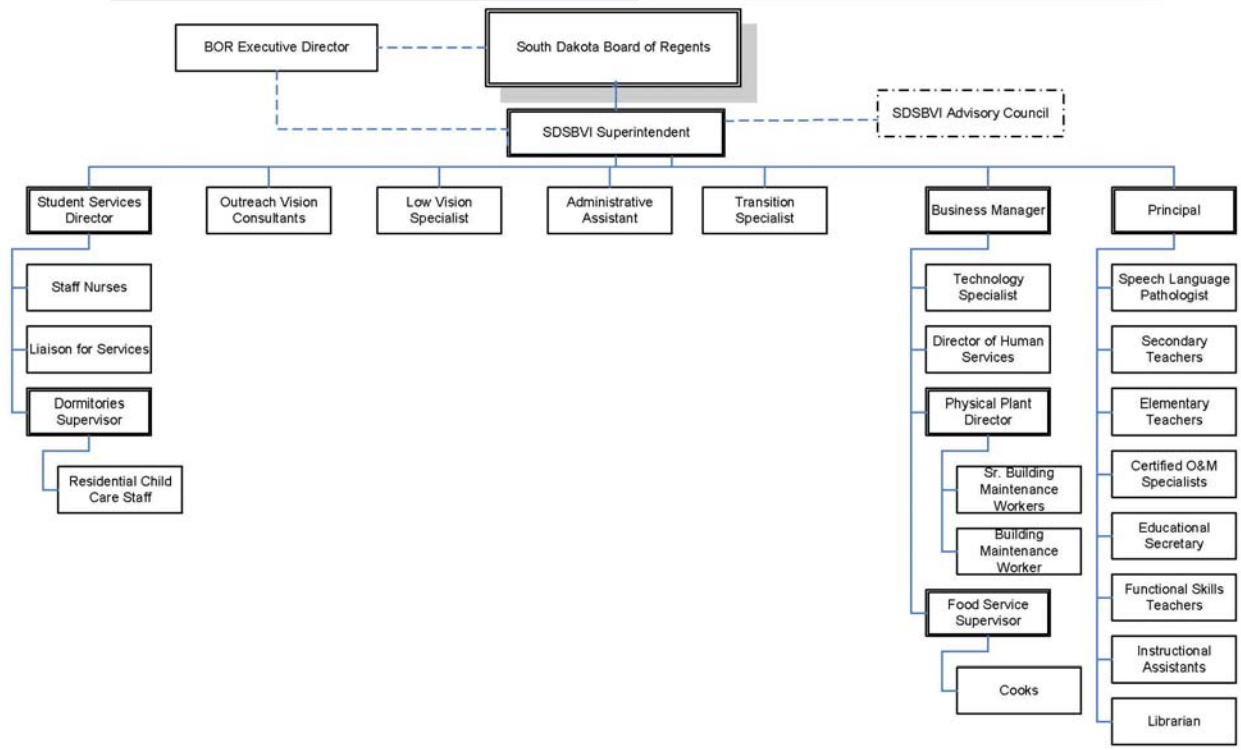 BOR Executive Director
South Dakota Board of Regents
SDSBVI Advisory Council
SDSBVI Superintendent
Student Services
Director
Outreach Vision
Consultants
Low Vision
Specialist
Administrative
Assistant
Transition
Specialist
Business Manager
Principal
Staff Nurses
Liaison for Services
Dormitories
Supervisor
Residential Child
Care Staff
Technology
Specialist
Director of Human
Services
Physical Plant
Director
Sr. Building
Maintenance
Workers
Building
Maintenance
Worker
Food Service
Supervisor
Cooks
Speech Language
Pathologist
Secondary
Teachers
Elementary
Teachers
Certified O&M
Specialists
Educational
Secretary
Functional Skills
Teachers
Instructional
Assistants
Librarian